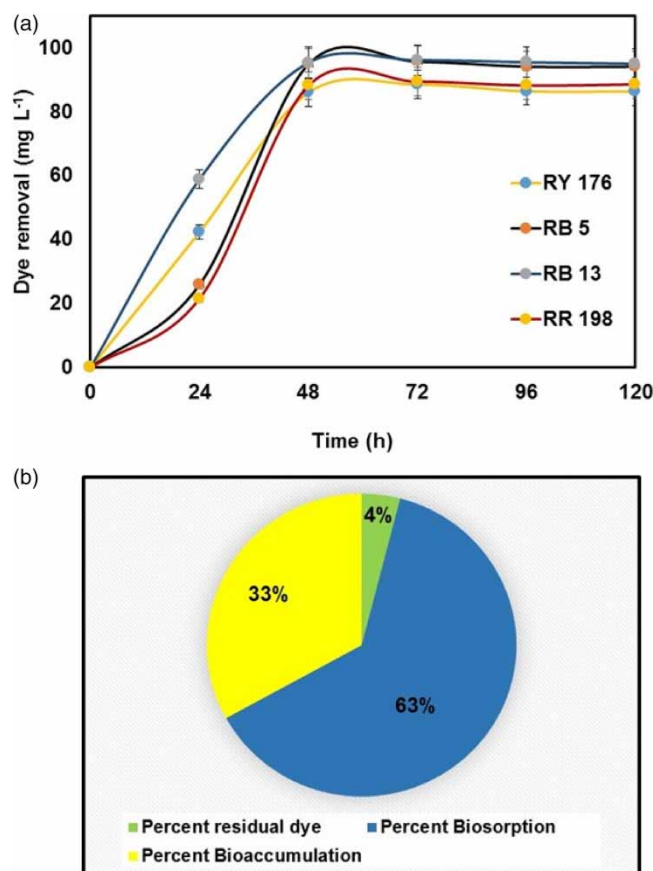 (a)
Dye removal (mg L⁻¹)
100
80
60
40
20
0
RY 176
RB 5
RB 13
RR 198
0 24 48 72 96 120
Time (h)
(b)
4%
33%
63%
Percent residual dye Percent Biosorption
Percent Bioaccumulation